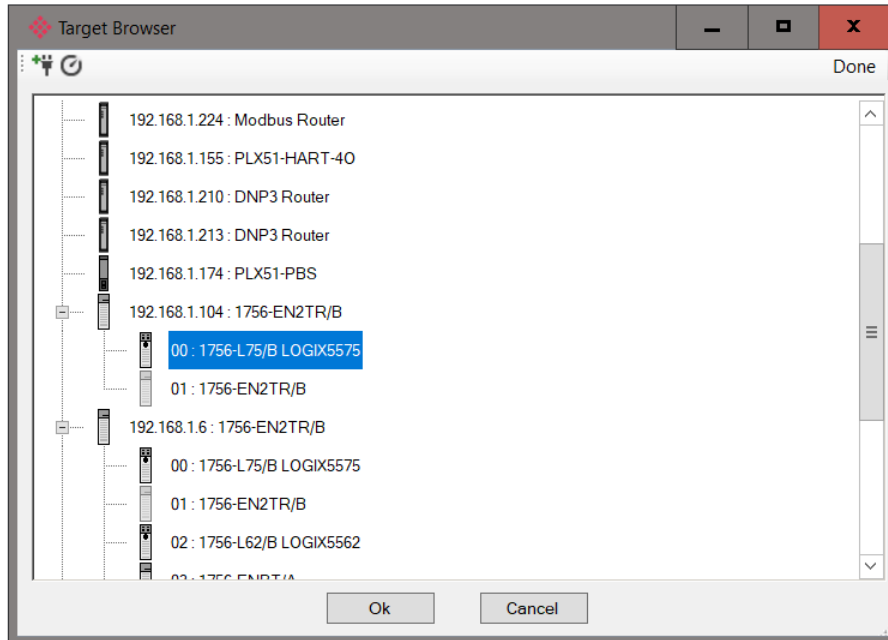 Target Browser
Done
192.168.1.224 : Modbus Router
192.168.1.155 : PLX51-HART-4O
192.168.1.210 : DNP3 Router
192.168.1.213 : DNP3 Router
192.168.1.174 : PLX51-PBS
192.168.1.104 : 1756-EN2TR/B
00 : 1756-L75/B LOGIX5575
01 : 1756-EN2TR/B
192.168.1.6 : 1756-EN2TR/B
00 : 1756-L75/B LOGIX5575
01 : 1756-EN2TR/B
02 : 1756-L62/B LOGIX5562
03 : 1756-ENBT/A
Ok
Cancel